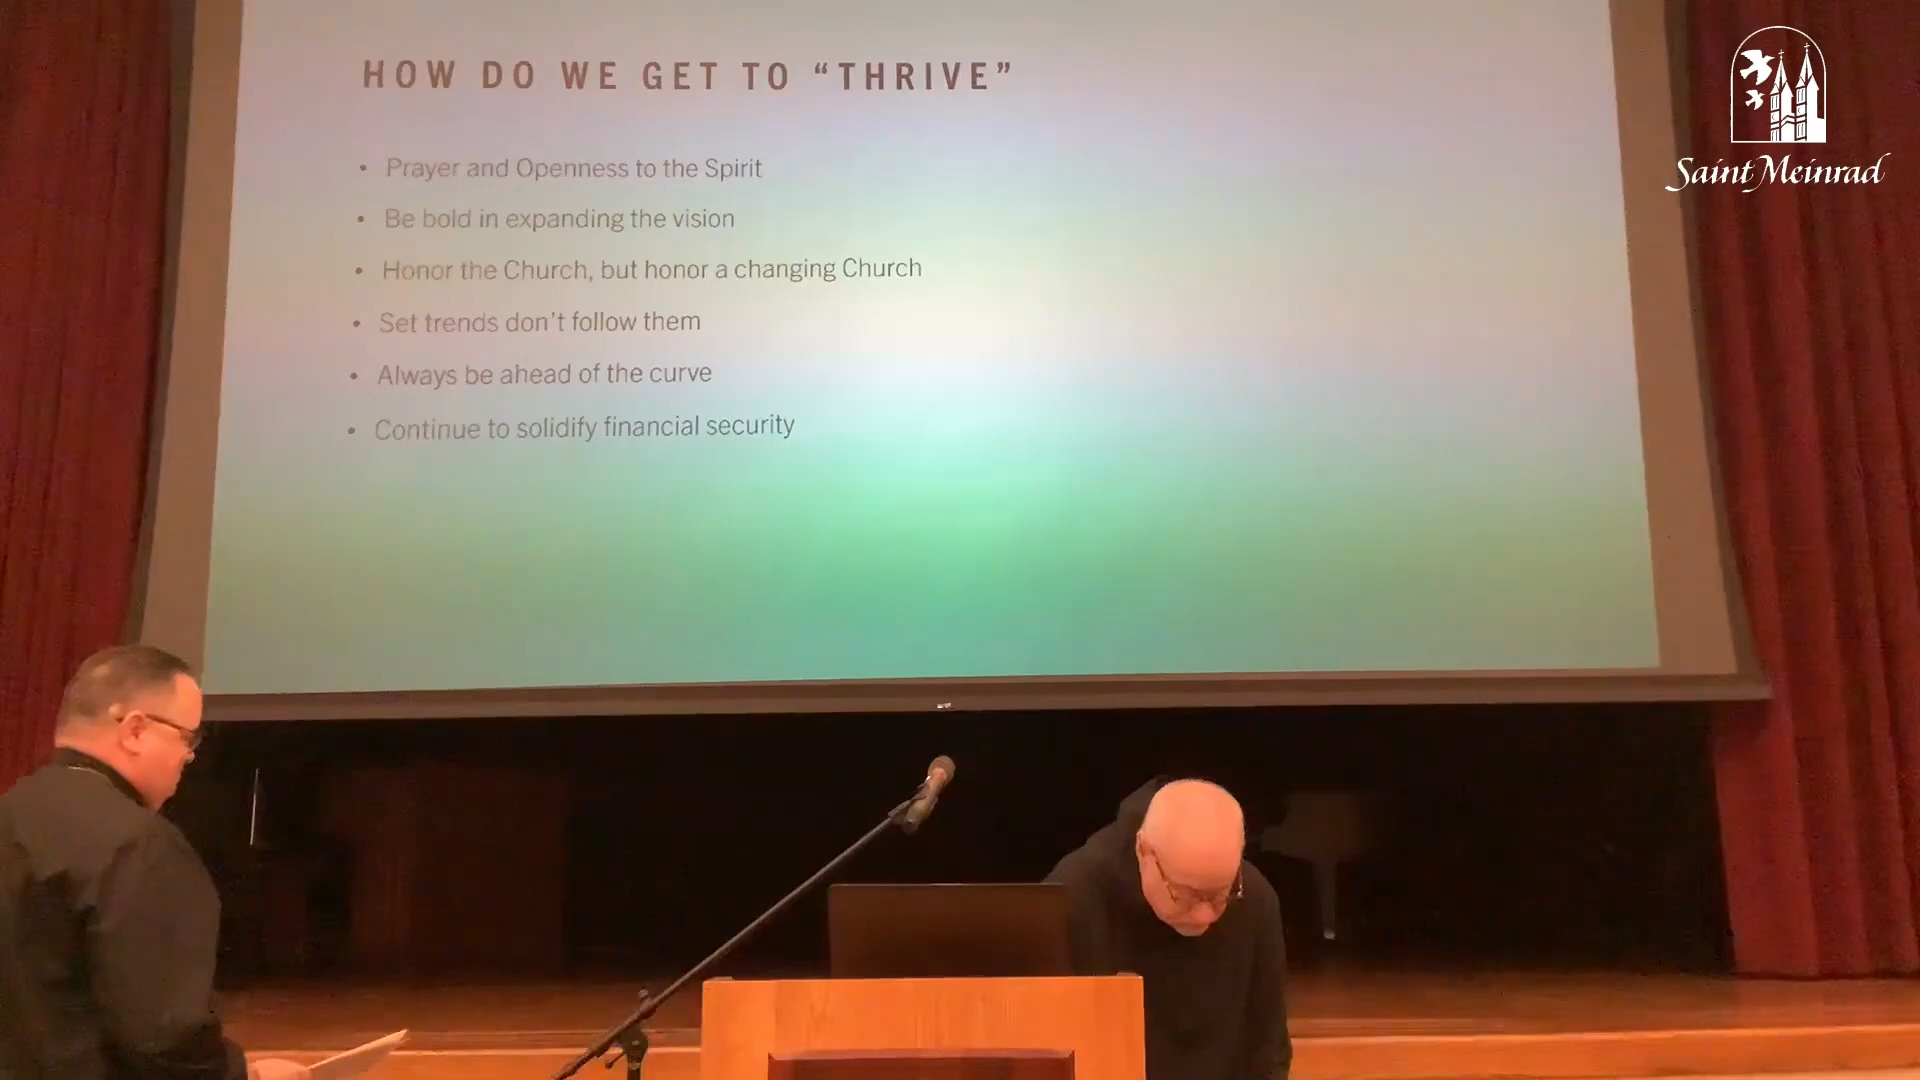 HOW DO WE GET TO “THRIVE”
• Prayer and Openness to the Spirit
• Be bold in expanding the vision
• Honor the Church, but honor a changing Church
• Set trends don’t follow them
• Always be ahead of the curve
• Continue to solidify financial security
Saint Meinrad